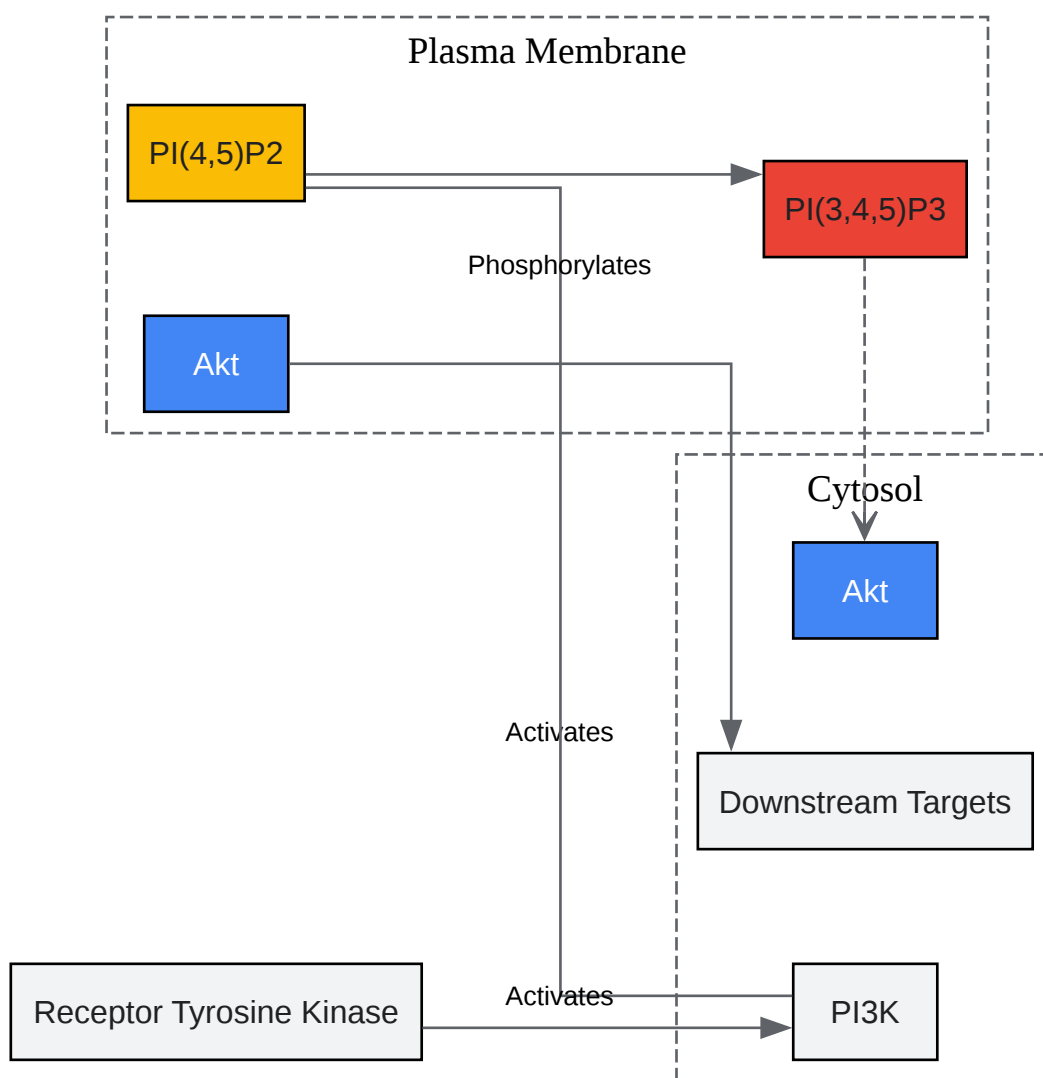 Plasma Membrane
PI(4,5)P2
PI(3,4,5)P3
Phosphorylates
Akt
Cytosol
Akt
Activates
Downstream Targets
Activates
Receptor Tyrosine Kinase
PI3K